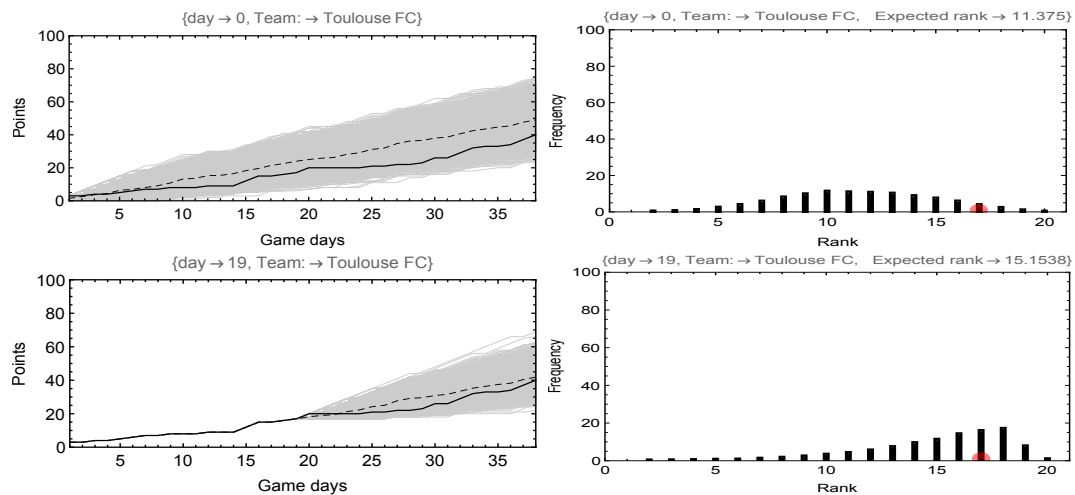 {day → 0, Team: → Toulouse FC}
100
80
60
40
20
0
Points
5 10 15 20 25 30 35
Game days
{day → 0, Team: → Toulouse FC, Expected rank → 11.375}
100
80
60
40
20
0
Frequency
0 5 10 15 20
Rank
{day → 19, Team: → Toulouse FC}
100
80
60
40
20
0
Points
5 10 15 20 25 30 35
Game days
{day → 19, Team: → Toulouse FC, Expected rank → 15.1538}
100
80
60
40
20
0
Frequency
0 5 10 15 20
Rank